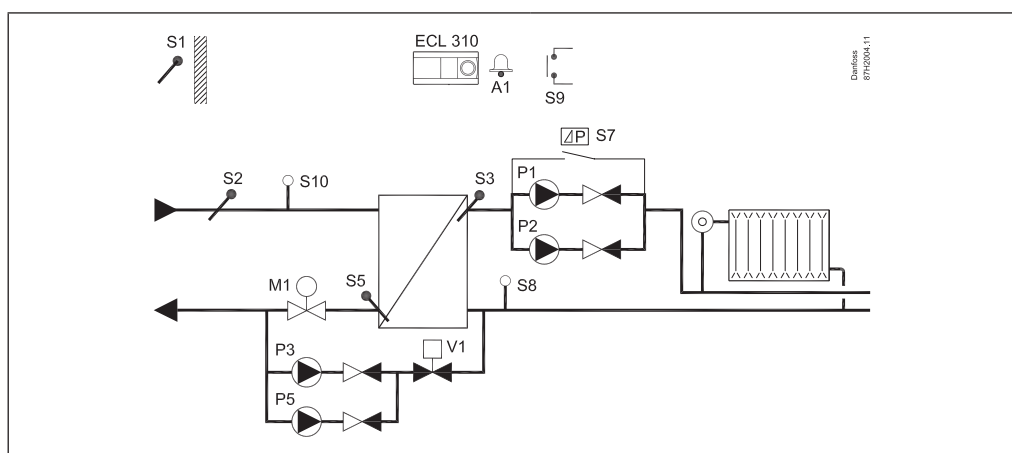 S1
ECL 310
A1
S9
Danfoss
87H2004.11
ΔP S7
S2
S10
S3
P1
P2
M1
S5
S8
P3
V1
P5